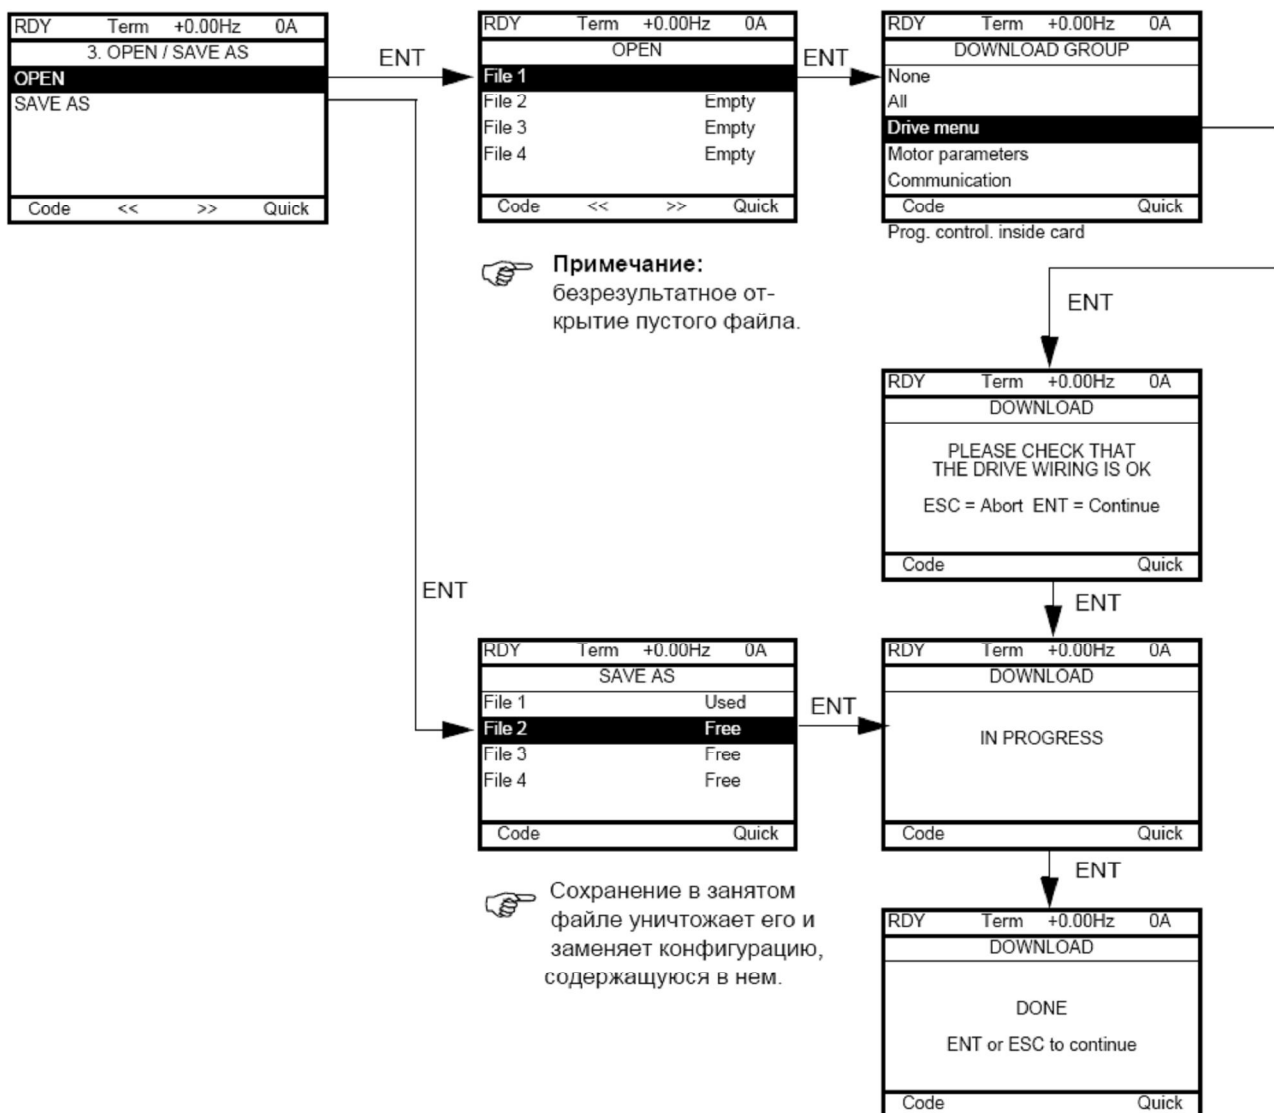 RDY Term +0.00Hz 0A
3. OPEN / SAVE AS
OPEN
SAVE AS
Code << >> Quick
ENT
RDY Term +0.00Hz 0A
OPEN
File 1
File 2 Empty
File 3 Empty
File 4 Empty
Code << >> Quick
ENT
RDY Term +0.00Hz 0A
DOWNLOAD GROUP
None
All
Drive menu
Motor parameters
Communication
Code Quick
Prog. control. inside card
Примечание:
безрезультатное от-
крытие пустого файла.
ENT
RDY Term +0.00Hz 0A
DOWNLOAD
PLEASE CHECK THAT
THE DRIVE WIRING IS OK
ESC = Abort ENT = Continue
Code Quick
ENT
ENT
RDY Term +0.00Hz 0A
SAVE AS
File 1 Used
File 2 Free
File 3 Free
File 4 Free
Code Quick
ENT
RDY Term +0.00Hz 0A
DOWNLOAD
IN PROGRESS
Code Quick
ENT
Сохранение в занятом
файле уничтожает его и
заменяет конфигурацию,
содержащуюся в нем.
RDY Term +0.00Hz 0A
DOWNLOAD
DONE
ENT or ESC to continue
Code Quick